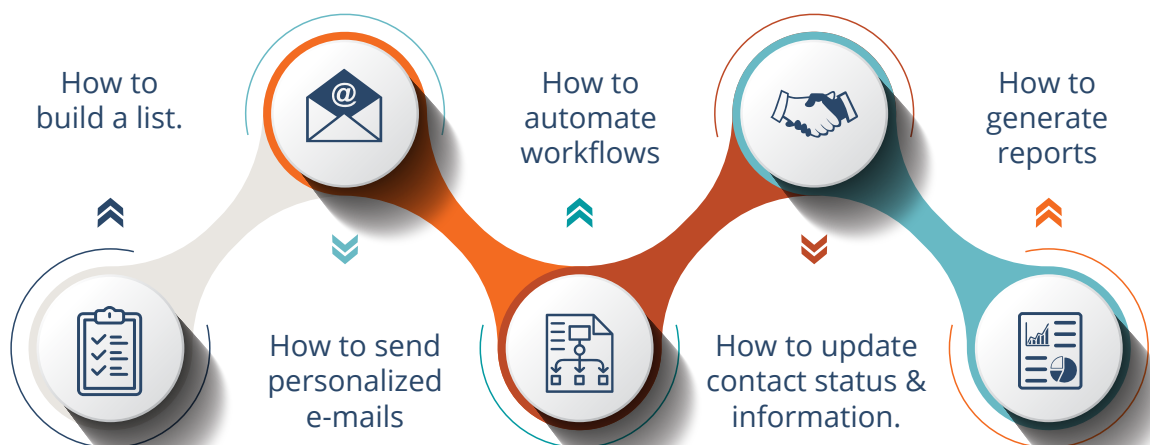 How to
build a list.
@
How to send
personalized
e-mails
How to
automate
workflows
How to update
contact status &
information.
How to
generate
reports